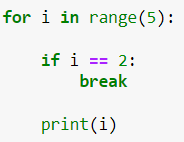 for i in range(5):
    if i == 2:
        break
    print(i)